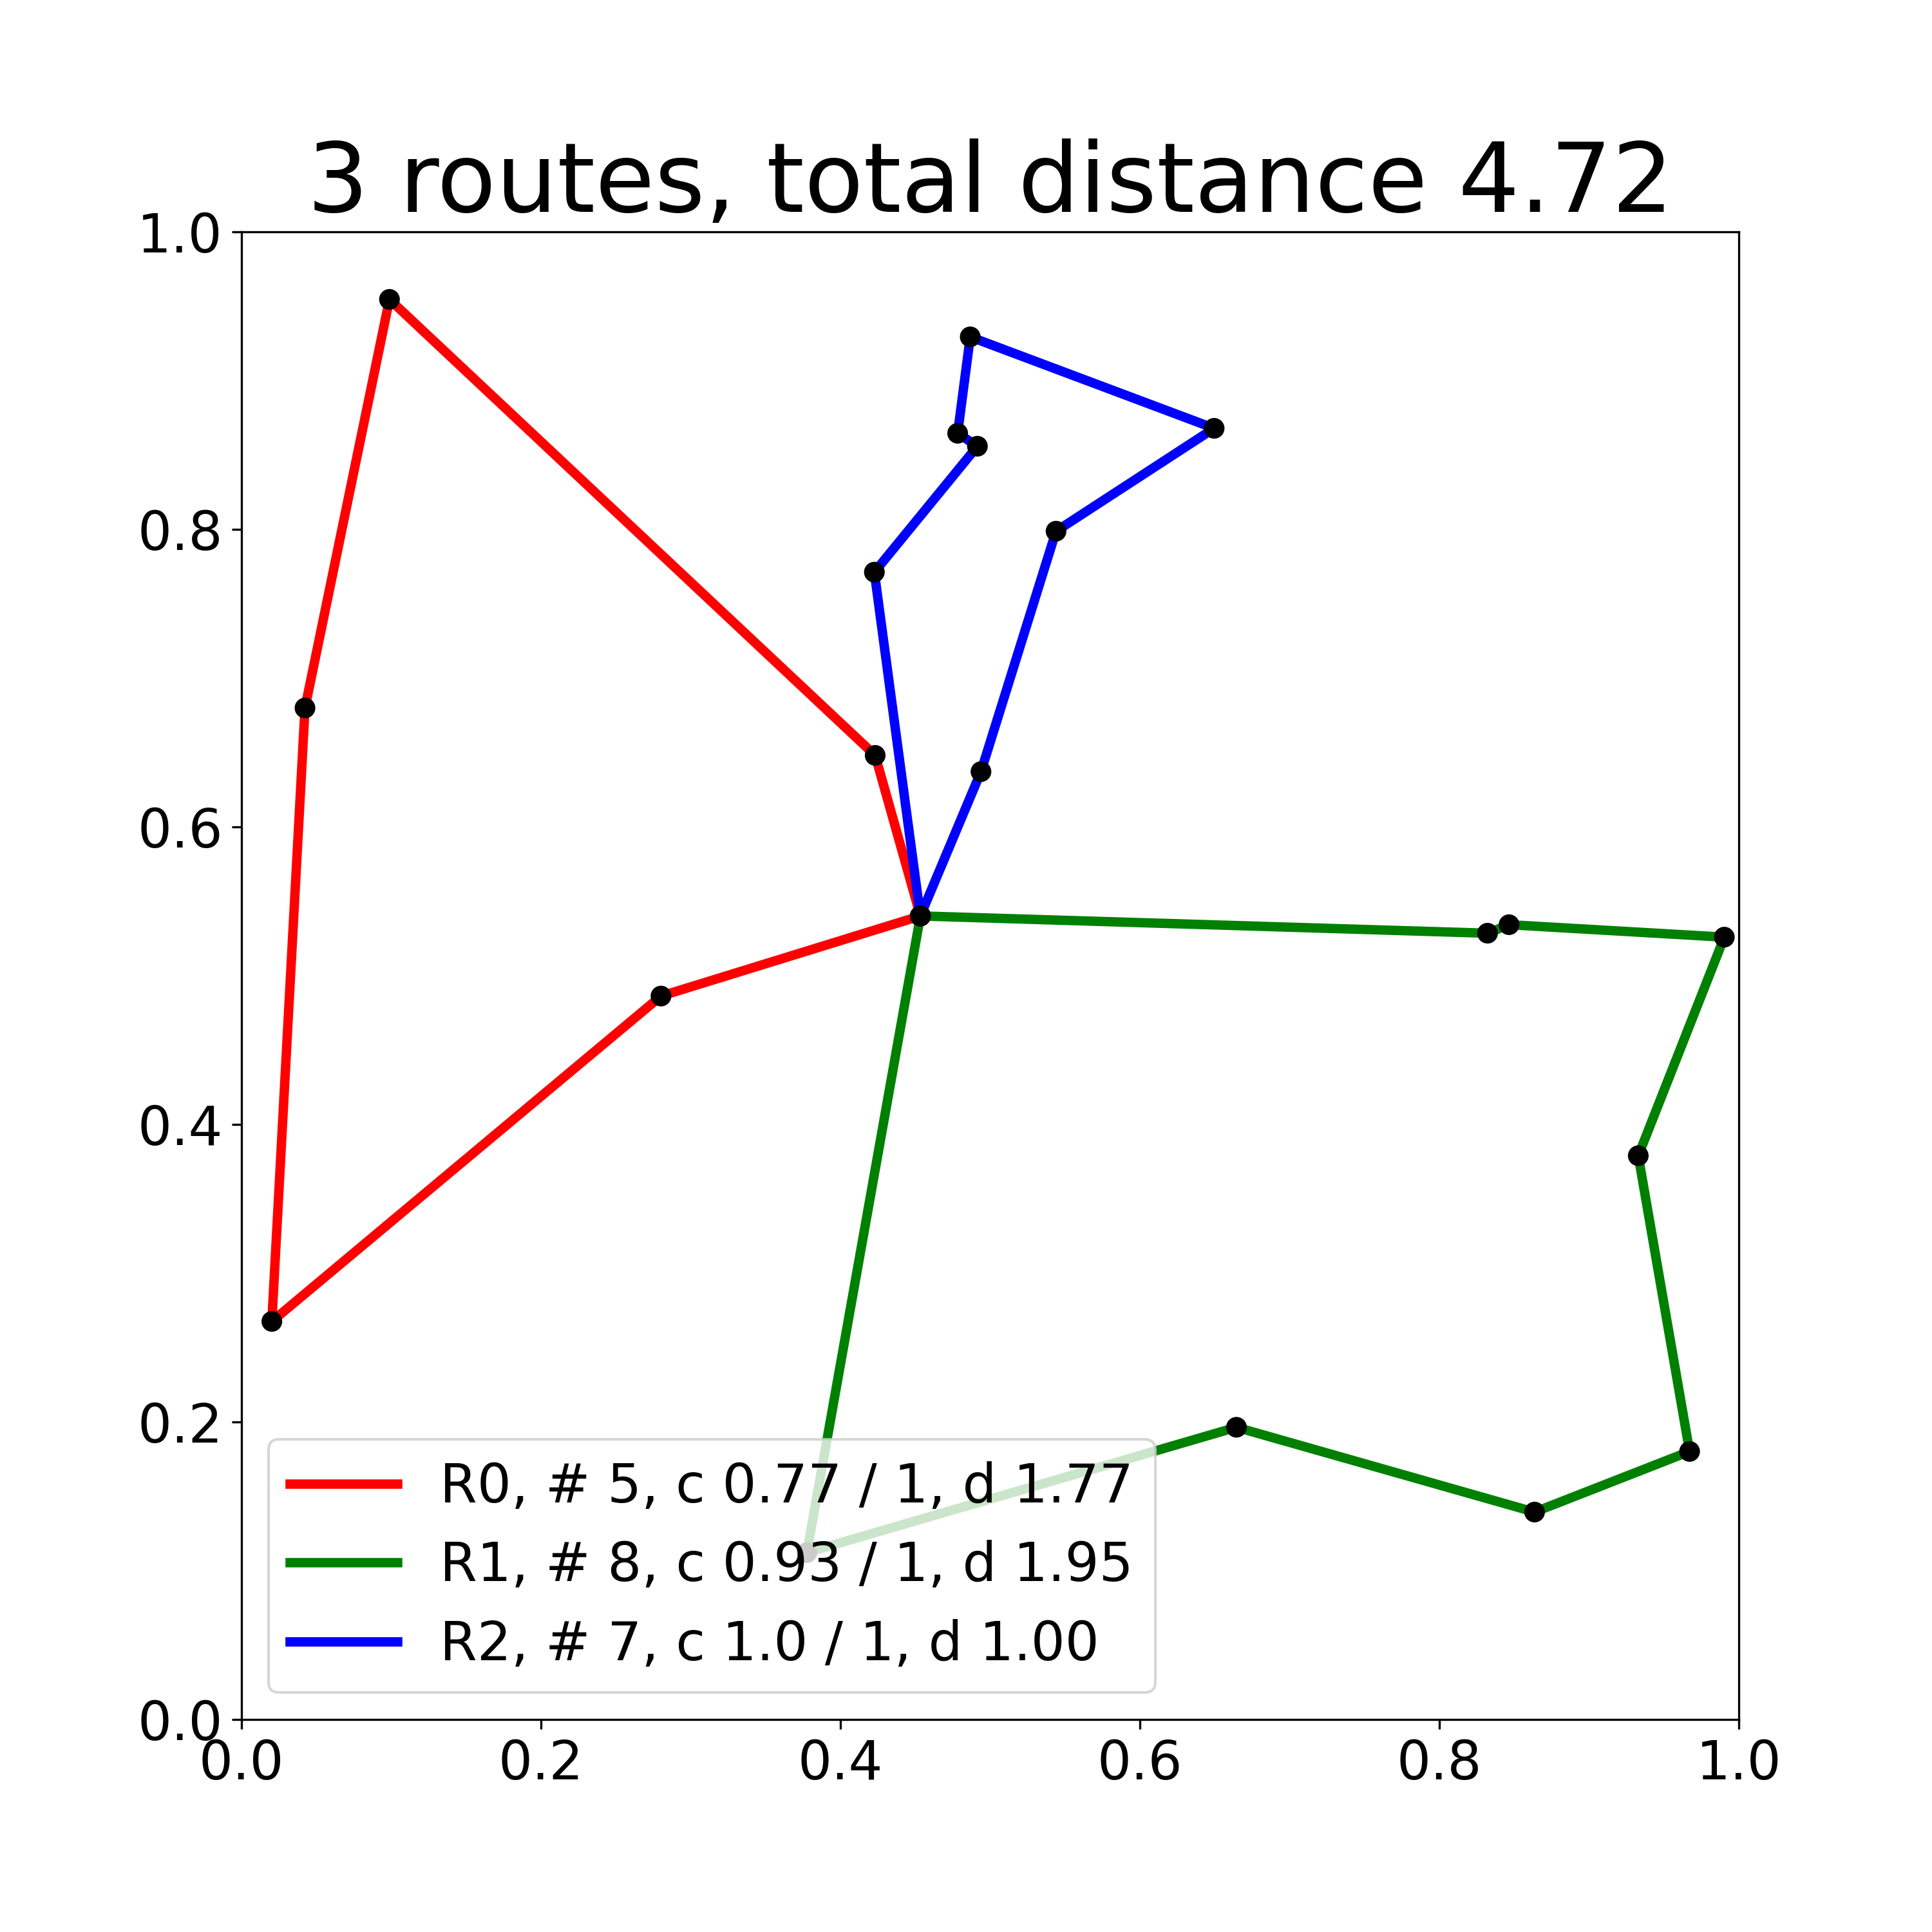 3 routes, total distance 4.72
1.0
0.8
0.6
0.4
0.2
0.0
R0, # 5, c 0.77 / 1, d 1.77
R1, # 8, c 0.93 / 1, d 1.95
R2, # 7, c 1.0 / 1, d 1.00
0.0 0.2 0.4 0.6 0.8 1.0